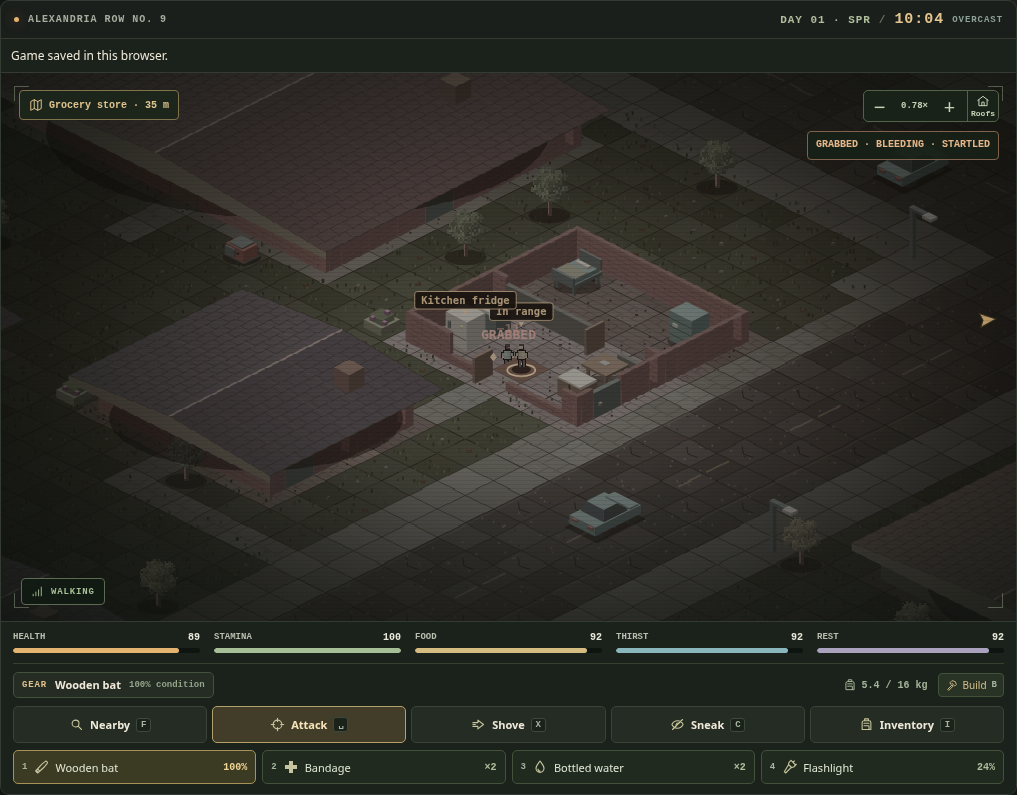 ALEXANDRIA ROW NO. 9
DAY 01 · SPR / 10:04 OVERCAST
Game saved in this browser.
Grocery store · 35 m
− 0.78× +
Roofs
GRABBED · BLEEDING · STARTLED
Kitchen fridge
In range
GRABBED
WALKING
HEALTH 89
STAMINA 100
FOOD 92
THIRST 92
REST 92
GEAR Wooden bat 100% condition
5.4 / 16 kg
Build B
Nearby F
Attack ␣
Shove X
Sneak C
Inventory I
1 Wooden bat 100%
2 Bandage ×2
3 Bottled water ×2
4 Flashlight 24%